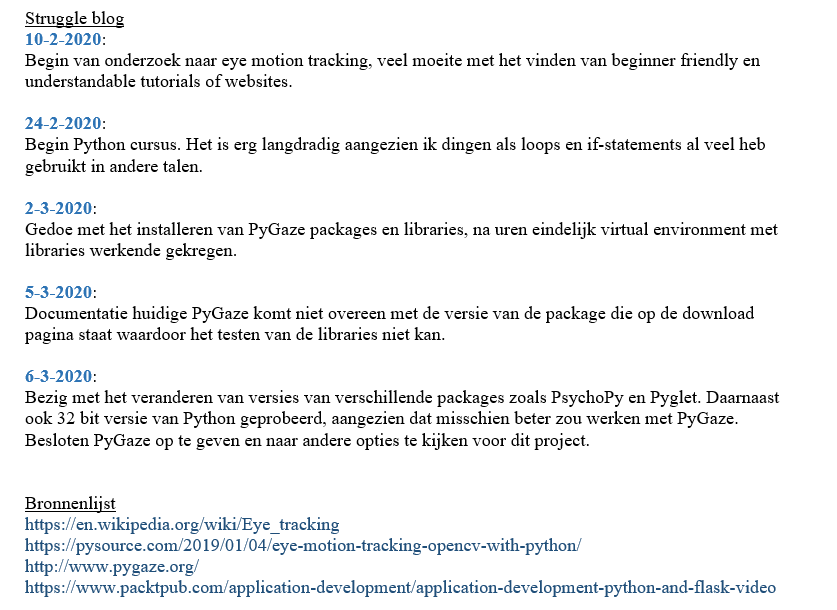 Struggle blog
10-2-2020:
Begin van onderzoek naar eye motion tracking, veel moeite met het vinden van beginner friendly en
understandable tutorials of websites.
24-2-2020:
Begin Python cursus. Het is erg langdradig aangezien ik dingen als loops en if-statements al veel heb
gebruikt in andere talen.
2-3-2020:
Gedoe met het installeren van PyGaze packages en libraries, na uren eindelijk virtual environment met
libraries werkende gekregen.
5-3-2020:
Documentatie huidige PyGaze komt niet overeen met de versie van de package die op de download
pagina staat waardoor het testen van de libraries niet kan.
6-3-2020:
Bezig met het veranderen van versies van verschillende packages zoals PsychoPy en Pyglet. Daarnaast
ook 32 bit versie van Python geprobeerd, aangezien dat misschien beter zou werken met PyGaze.
Besloten PyGaze op te geven en naar andere opties te kijken voor dit project.
Bronnenlijst
https://en.wikipedia.org/wiki/Eye_tracking
https://pysource.com/2019/01/04/eye-motion-tracking-opencv-with-python/
http://www.pygaze.org/
https://www.packtpub.com/application-development/application-development-python-and-flask-video